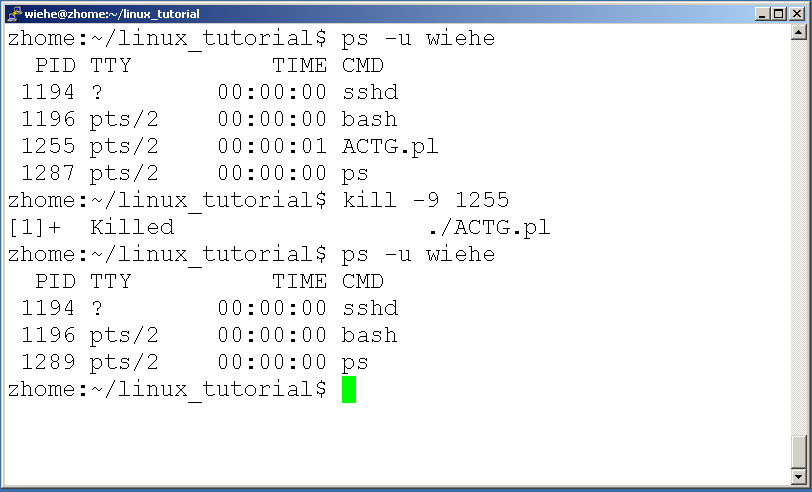 wiehe@zhome:~/linux_tutorial
zhome:~/linux_tutorial$ ps -u wiehe
  PID TTY          TIME CMD
 1194 ?        00:00:00 sshd
 1196 pts/2    00:00:00 bash
 1255 pts/2    00:00:01 ACTG.pl
 1287 pts/2    00:00:00 ps
zhome:~/linux_tutorial$ kill -9 1255
[1]+  Killed                  ./ACTG.pl
zhome:~/linux_tutorial$ ps -u wiehe
  PID TTY          TIME CMD
 1194 ?        00:00:00 sshd
 1196 pts/2    00:00:00 bash
 1289 pts/2    00:00:00 ps
zhome:~/linux_tutorial$